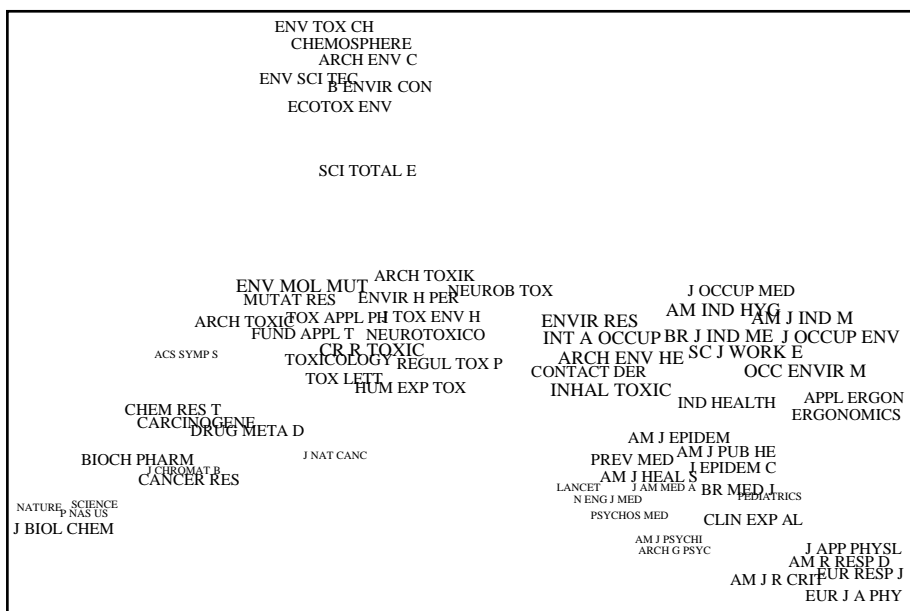 ENV TOX CH
CHEMOSPHERE
ARCH ENV C
ENV SCI TEC
B ENVIR CON
ECOTOX ENV
SCI TOTAL E
ARCH TOXIK
ENV MOL MUT
NEUROB TOX
J OCCUP MED
MUTAT RES
ENVIR H PER
AM IND HYG
TOX APPL PH
J TOX ENV H
AM J IND M
ARCH TOXIC
ENVIR RES
FUND APPL T
NEUROTOXICO
INT A OCCUP
BR J IND ME
J OCCUP ENV
CR R TOXIC
SC J WORK E
ACS SYMP S
TOXICOLOGY
REGUL TOX P
ARCH ENV HE
CONTACT DER
OCC ENVIR M
TOX LETT
HUM EXP TOX
INHAL TOXIC
APPL ERGON
IND HEALTH
CHEM RES T
ERGONOMICS
CARCINOGENE
DRUG META D
AM J EPIDEM
J NAT CANC
AM J PUB HE
BIOCH PHARM
PREV MED
J EPIDEM C
J CHROMAT B
CANCER RES
AM J HEAL S
LANCET
J AM MED A
BR MED J
PEDIATRICS
N ENG J MED
NATURE
SCIENCE
P NAS US
PSYCHOS MED
CLIN EXP AL
J BIOL CHEM
AM J PSYCHI
ARCH G PSYC
J APP PHYSL
AM R RESP D
AM J R CRIT
EUR RESP J
EUR J A PHY